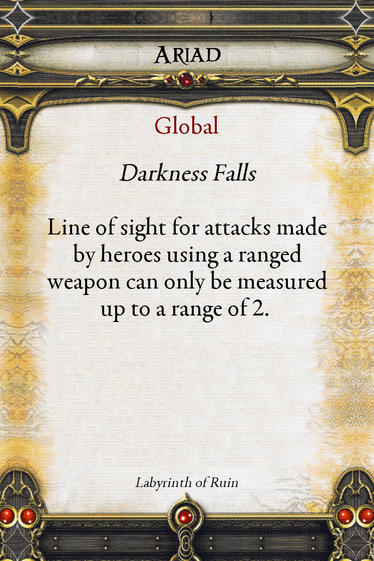 Ariad
Global
Darkness Falls
Line of sight for attacks made
by heroes using a ranged
weapon can only be measured
up to a range of 2.
Labyrinth of Ruin